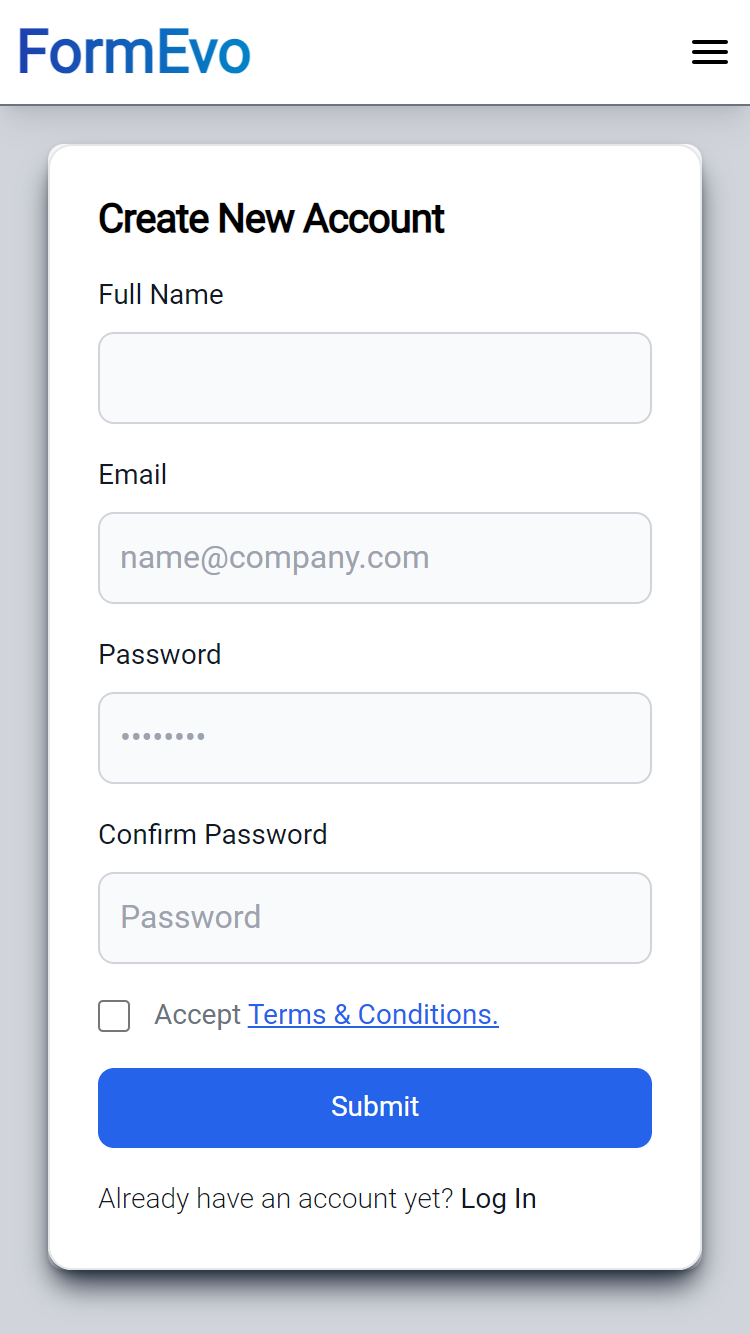 FormEvo
Create New Account
Full Name
Email
name@company.com
Password
••••••••
Confirm Password
Password
Accept Terms & Conditions.
Submit
Already have an account yet? Log In